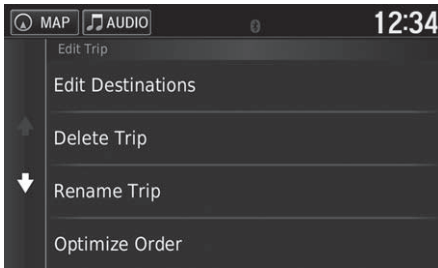 MAP AUDIO 12:34
Edit Trip
Edit Destinations
Delete Trip
Rename Trip
Optimize Order